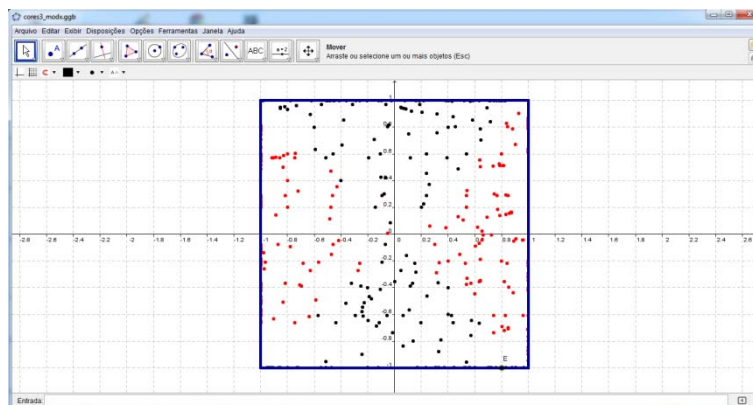 cores3_modx.ggb
Arquivo Editar Exibir Disposições Opções Ferramentas Janela Ajuda
A
ABC
a=2
Mover
Arraste ou selecione um ou mais objetos (Esc)
1
0.8
0.6
0.4
0.2
-2.8 -2.6 -2.4 -2.2 -2 -1.8 -1.6 -1.4 -1.2 -1 -0.8 -0.6 -0.4 -0.2 0 0.2 0.4 0.6 0.8 1 1.2 1.4 1.6 1.8 2 2.2 2.4 2.6
-0.2
-0.4
-0.6
-0.8
E
-1
Entrada: